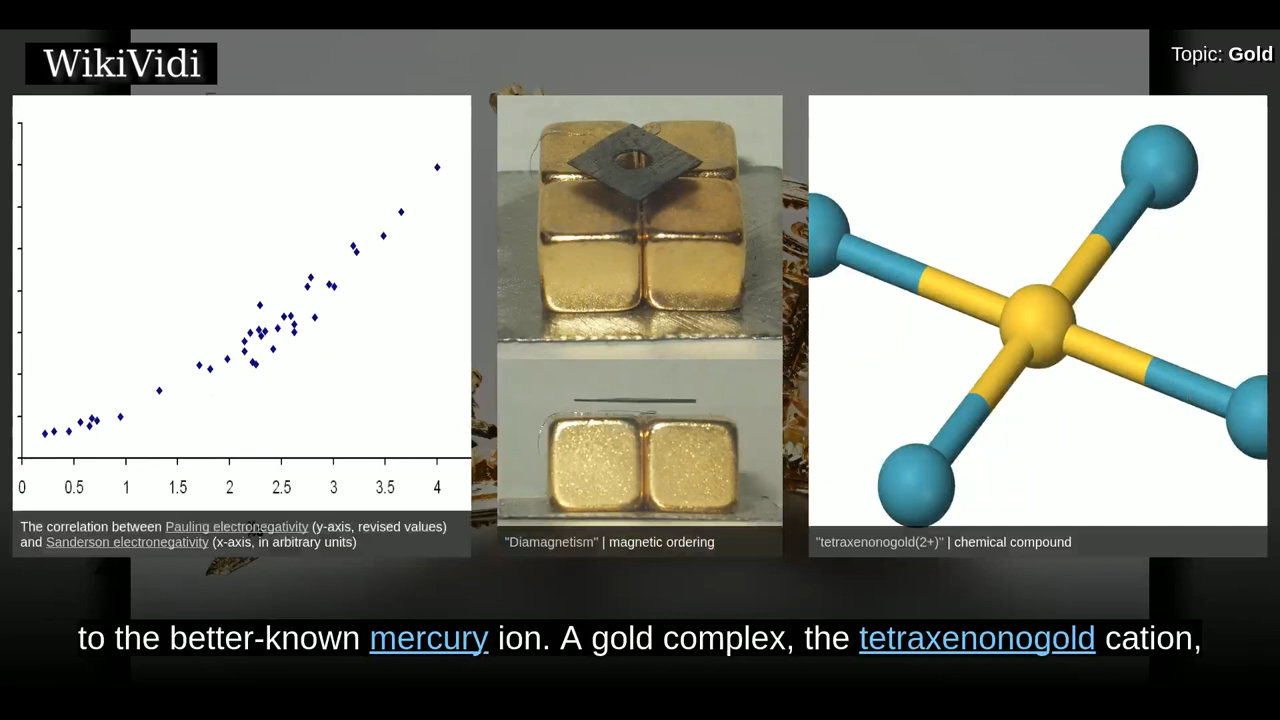 WikiVidi
Topic: Gold
0 0.5 1 1.5 2 2.5 3 3.5 4
The correlation between Pauling electronegativity (y-axis, revised values)
and Sanderson electronegativity (x-axis, in arbitrary units)
"Diamagnetism" | magnetic ordering
"tetraxenonogold(2+)" | chemical compound
to the better-known mercury ion. A gold complex, the tetraxenonogold cation,